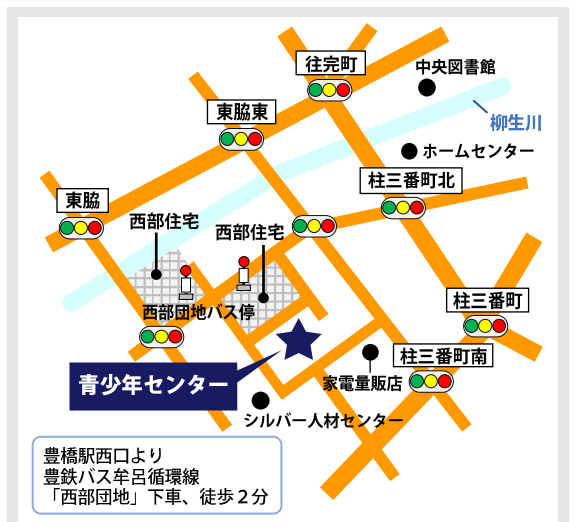 往完町
中央図書館
東脇東
柳生川
ホームセンター
柱三番町北
東脇
西部住宅
西部住宅
柱三番町
西部団地バス停
柱三番町南
青少年センター
家電量販店
シルバー人材センター
豊橋駅西口より
豊鉄バス牟呂循環線
「西部団地」下車、徒歩２分